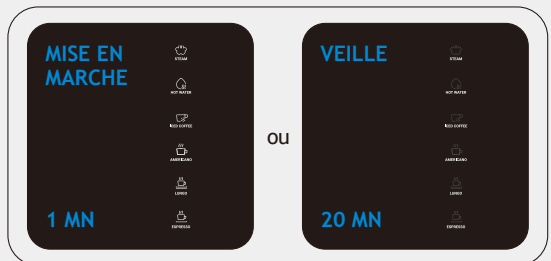 MISE EN
MARCHE
STEAM
HOT WATER
ICED COFFEE
AMERICANO
LUNGO
ESPRESSO
1 MN
ou
VEILLE
STEAM
HOT WATER
ICED COFFEE
AMERICANO
LUNGO
ESPRESSO
20 MN